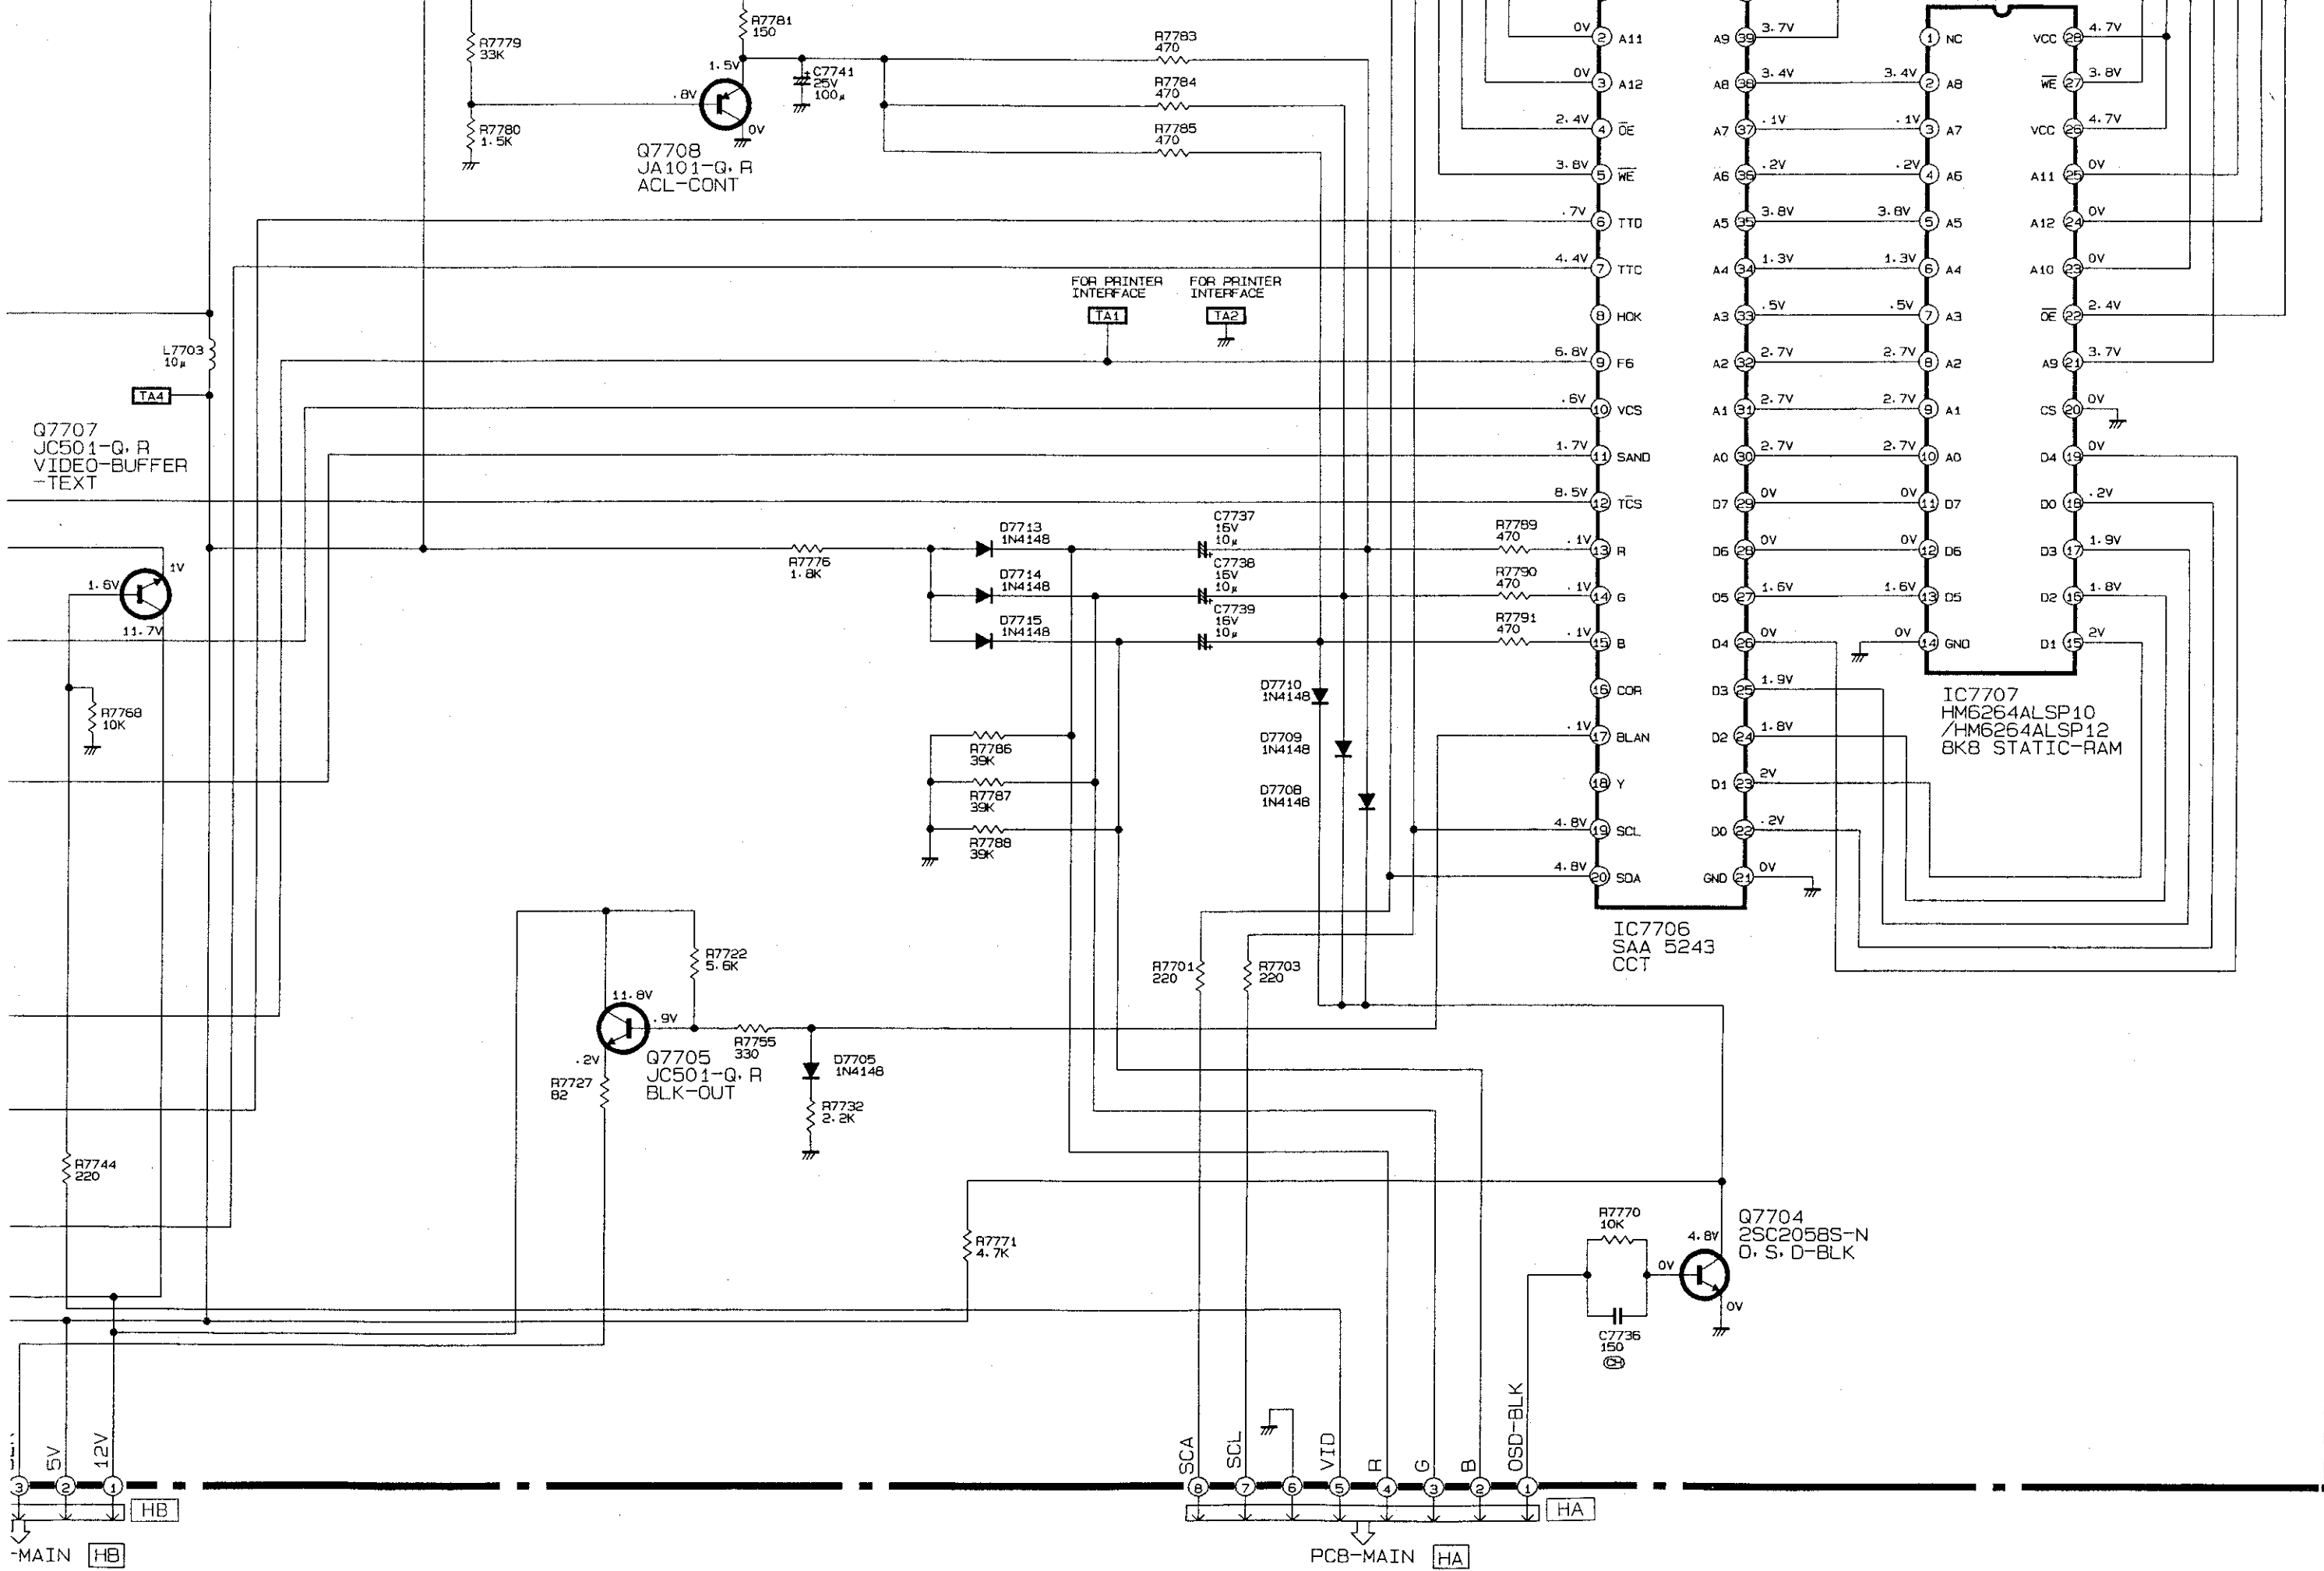 R7779
33K
R7780
1.5K
R7781
150
1.5V
.8V
0V
C7741
25V
100µ
Q7708
JA101-Q,R
ACL-CONT
R7783
470
R7784
470
R7785
470
FOR PRINTER
INTERFACE
TA1
FOR PRINTER
INTERFACE
TA2
L7703
10µ
TA4
Q7707
JC501-Q,R
VIDEO-BUFFER
-TEXT
1V
1.6V
11.7V
R7768
10K
R7744
220
R7776
1.8K
D7713
1N4148
D7714
1N4148
D7715
1N4148
C7737
16V
10µ
C7738
16V
10µ
C7739
16V
10µ
R7789
470
R7790
470
R7791
470
R7786
39K
R7787
39K
R7788
39K
D7710
1N4148
D7709
1N4148
D7708
1N4148
0V 2 A11
0V 3 A12
2.4V 4 OE
3.8V 5 WE
.7V 6 TTD
4.4V 7 TTC
8 HOK
6.8V 9 F6
.6V 10 VCS
1.7V 11 SAND
8.5V 12 TCS
.1V 13 R
.1V 14 G
.1V 15 B
16 COR
.1V 17 BLAN
18 Y
4.8V 19 SCL
4.8V 20 SDA
A9 39 3.7V
A8 38 3.4V
A7 37 .1V
A6 36 .2V
A5 35 3.8V
A4 34 1.3V
A3 33 .5V
A2 32 2.7V
A1 31 2.7V
A0 30 2.7V
D7 29 0V
D6 28 0V
D5 27 1.6V
D4 26 0V
D3 25 1.9V
D2 24 1.8V
D1 23 2V
D0 22 .2V
GND 21 0V
IC7706
SAA 5243
CCT
1 NC
3.4V 2 A8
.1V 3 A7
.2V 4 A6
3.8V 5 A5
1.3V 6 A4
.5V 7 A3
2.7V 8 A2
2.7V 9 A1
2.7V 10 A0
0V 11 D7
0V 12 D6
1.6V 13 D5
0V 14 GND
VCC 28 4.7V
WE 27 3.8V
VCC 26 4.7V
A11 25 0V
A12 24 0V
A10 23 0V
OE 22 2.4V
A9 21 3.7V
CS 20 0V
D4 19 0V
D0 18 .2V
D3 17 1.9V
D2 16 1.8V
D1 15 2V
IC7707
HM6264ALSP10
/HM6264ALSP12
8K8 STATIC-RAM
R7722
5.6K
11.8V
.9V
.2V
Q7705
JC501-Q,R
BLK-OUT
R7755
330
D7705
1N4148
R7727
82
R7732
2.2K
R7701
220
R7703
220
R7771
4.7K
R7770
10K
C7736
150
CH
4.8V
0V
0V
Q7704
2SC2058S-N
O,S,D-BLK
5V
12V
3 2 1
HB
-MAIN HB
SCA
SCL
VID
R
G
B
OSD-BLK
8 7 6 5 4 3 2 1
HA
PCB-MAIN HA